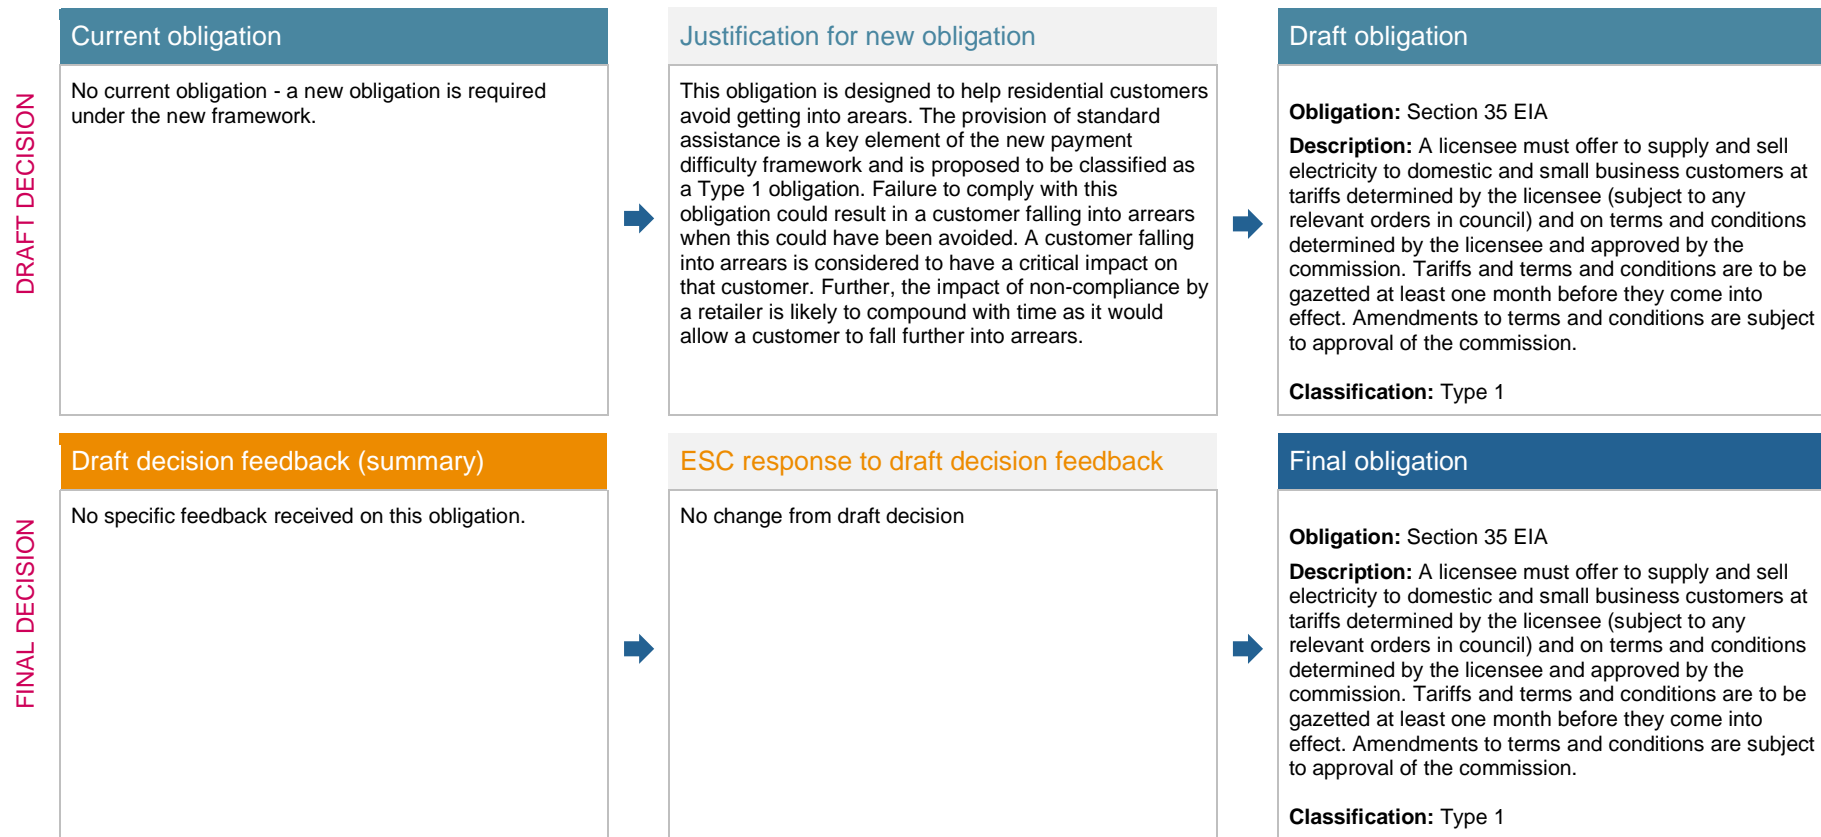 DRAFT DECISION
Current obligation
No current obligation - a new obligation is required
under the new framework.
Justification for new obligation
This obligation is designed to help residential customers
avoid getting into arears. The provision of standard
assistance is a key element of the new payment
difficulty framework and is proposed to be classified as
a Type 1 obligation. Failure to comply with this
obligation could result in a customer falling into arrears
when this could have been avoided. A customer falling
into arrears is considered to have a critical impact on
that customer. Further, the impact of non-compliance by
a retailer is likely to compound with time as it would
allow a customer to fall further into arrears.
Draft obligation
Obligation: Section 35 EIA
Description: A licensee must offer to supply and sell
electricity to domestic and small business customers at
tariffs determined by the licensee (subject to any
relevant orders in council) and on terms and conditions
determined by the licensee and approved by the
commission. Tariffs and terms and conditions are to be
gazetted at least one month before they come into
effect. Amendments to terms and conditions are subject
to approval of the commission.
Classification: Type 1
FINAL DECISION
Draft decision feedback (summary)
No specific feedback received on this obligation.
ESC response to draft decision feedback
No change from draft decision
Final obligation
Obligation: Section 35 EIA
Description: A licensee must offer to supply and sell
electricity to domestic and small business customers at
tariffs determined by the licensee (subject to any
relevant orders in council) and on terms and conditions
determined by the licensee and approved by the
commission. Tariffs and terms and conditions are to be
gazetted at least one month before they come into
effect. Amendments to terms and conditions are subject
to approval of the commission.
Classification: Type 1